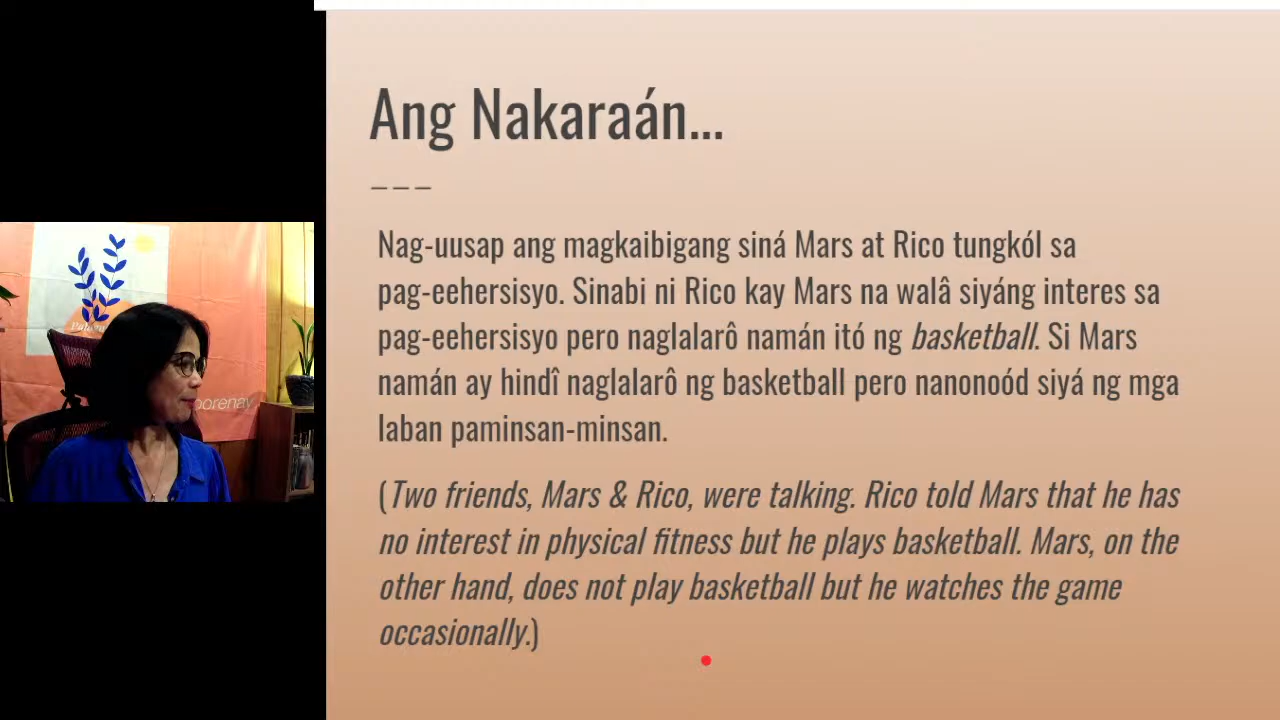 Ang Nakaraán...
Nag-uusap ang magkaibigang siná Mars at Rico tungkól sa
pag-eehersisyo. Sinabi ni Rico kay Mars na walâ siyáng interes sa
pag-eehersisyo pero naglalarô namán itó ng basketball. Si Mars
namán ay hindî naglalarô ng basketball pero nanonoód siyá ng mga
laban paminsan-minsan.
(Two friends, Mars & Rico, were talking. Rico told Mars that he has
no interest in physical fitness but he plays basketball. Mars, on the
other hand, does not play basketball but he watches the game
occasionally.)